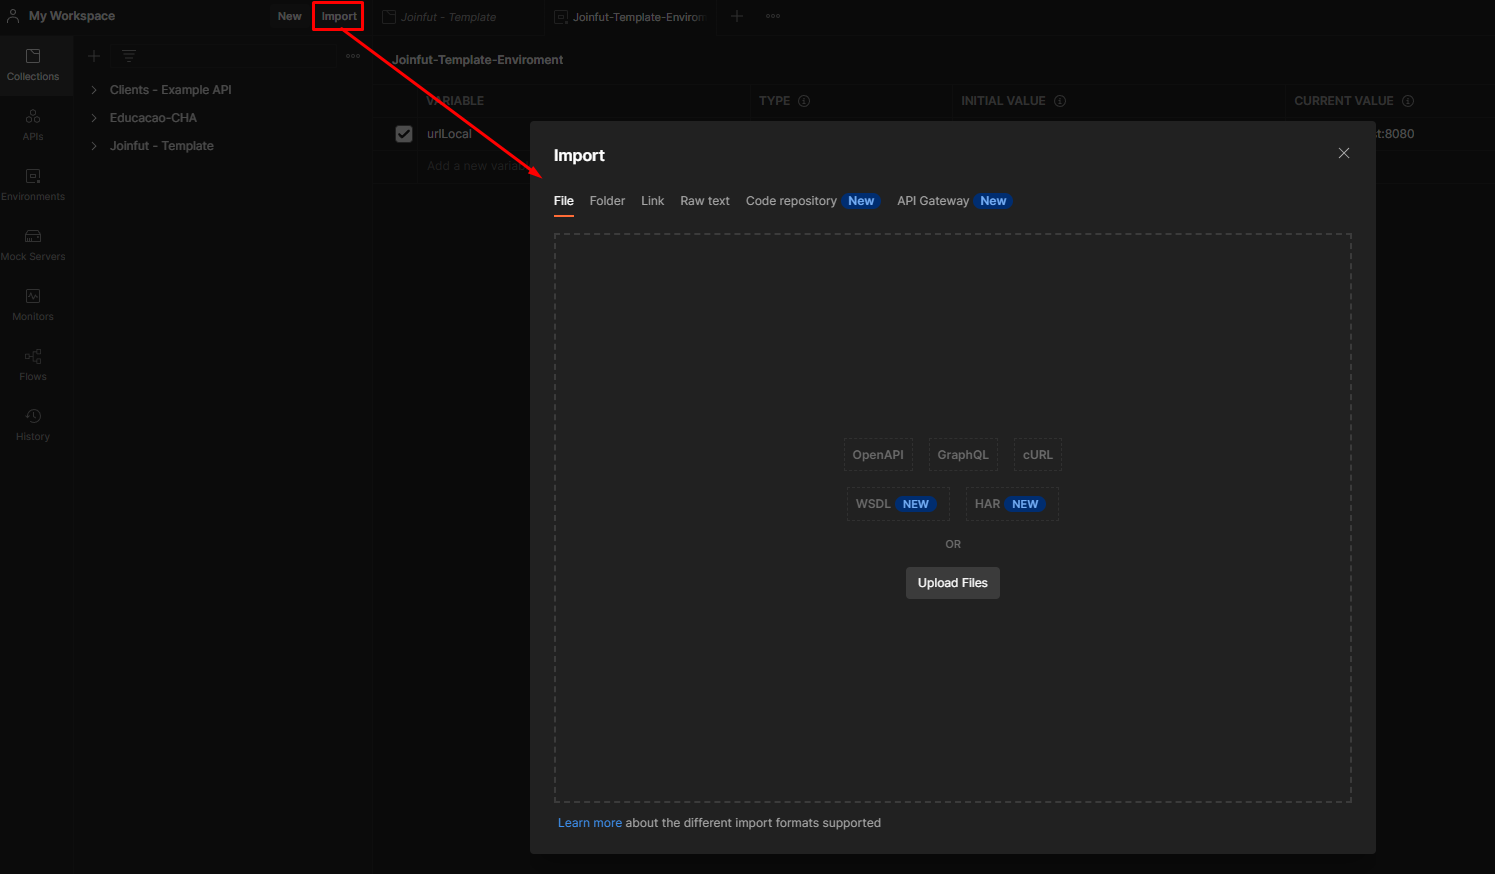 My Workspace New Import Joinfut - Template Joinfut-Template-Enviro
Collections
APIs
Environments
Mock Servers
Monitors
Flows
History
Clients - Example API
Educacao-CHA
Joinfut - Template
Joinfut-Template-Enviroment
VARIABLE TYPE INITIAL VALUE CURRENT VALUE
urlLocal t:8080
Add a new varia
Import
File Folder Link Raw text Code repository New API Gateway New
OpenAPI GraphQL cURL
WSDL NEW HAR NEW
OR
Upload Files
Learn more about the different import formats supported